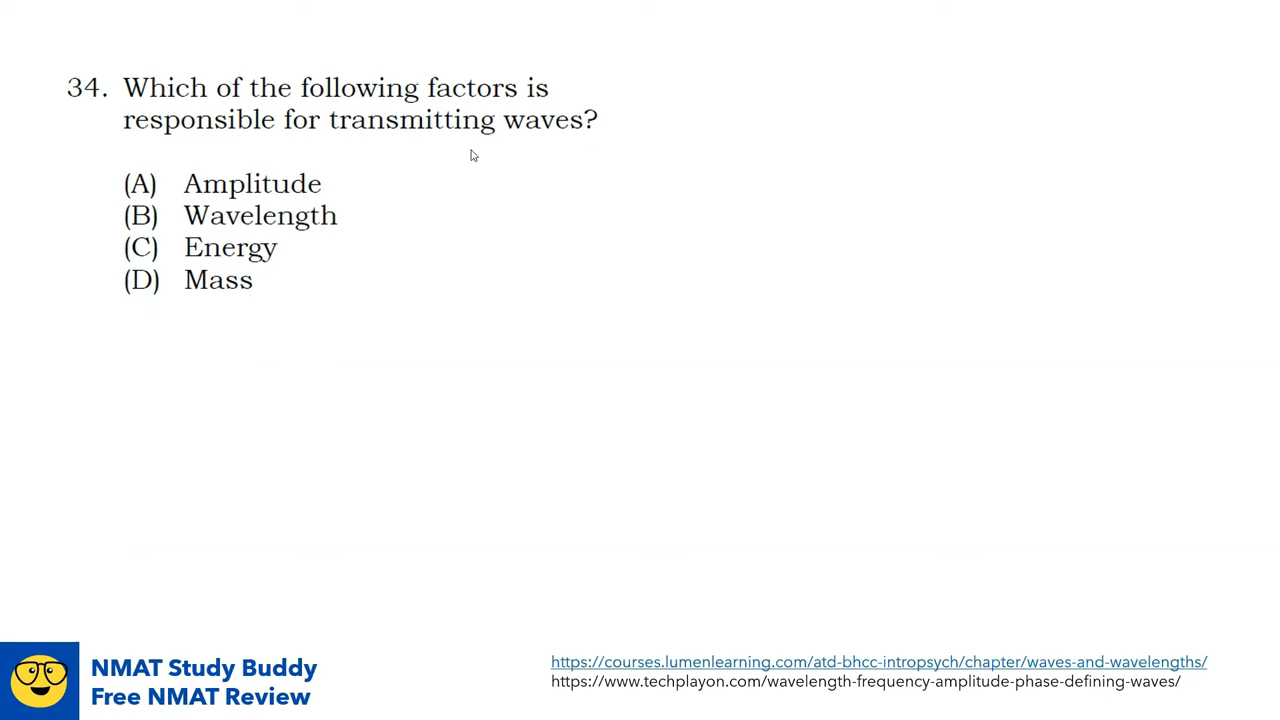 34. Which of the following factors is
responsible for transmitting waves?
(A) Amplitude
(B) Wavelength
(C) Energy
(D) Mass
NMAT Study Buddy
Free NMAT Review
https://courses.lumenlearning.com/atd-bhcc-intropsych/chapter/waves-and-wavelengths/
https://www.techplayon.com/wavelength-frequency-amplitude-phase-defining-waves/